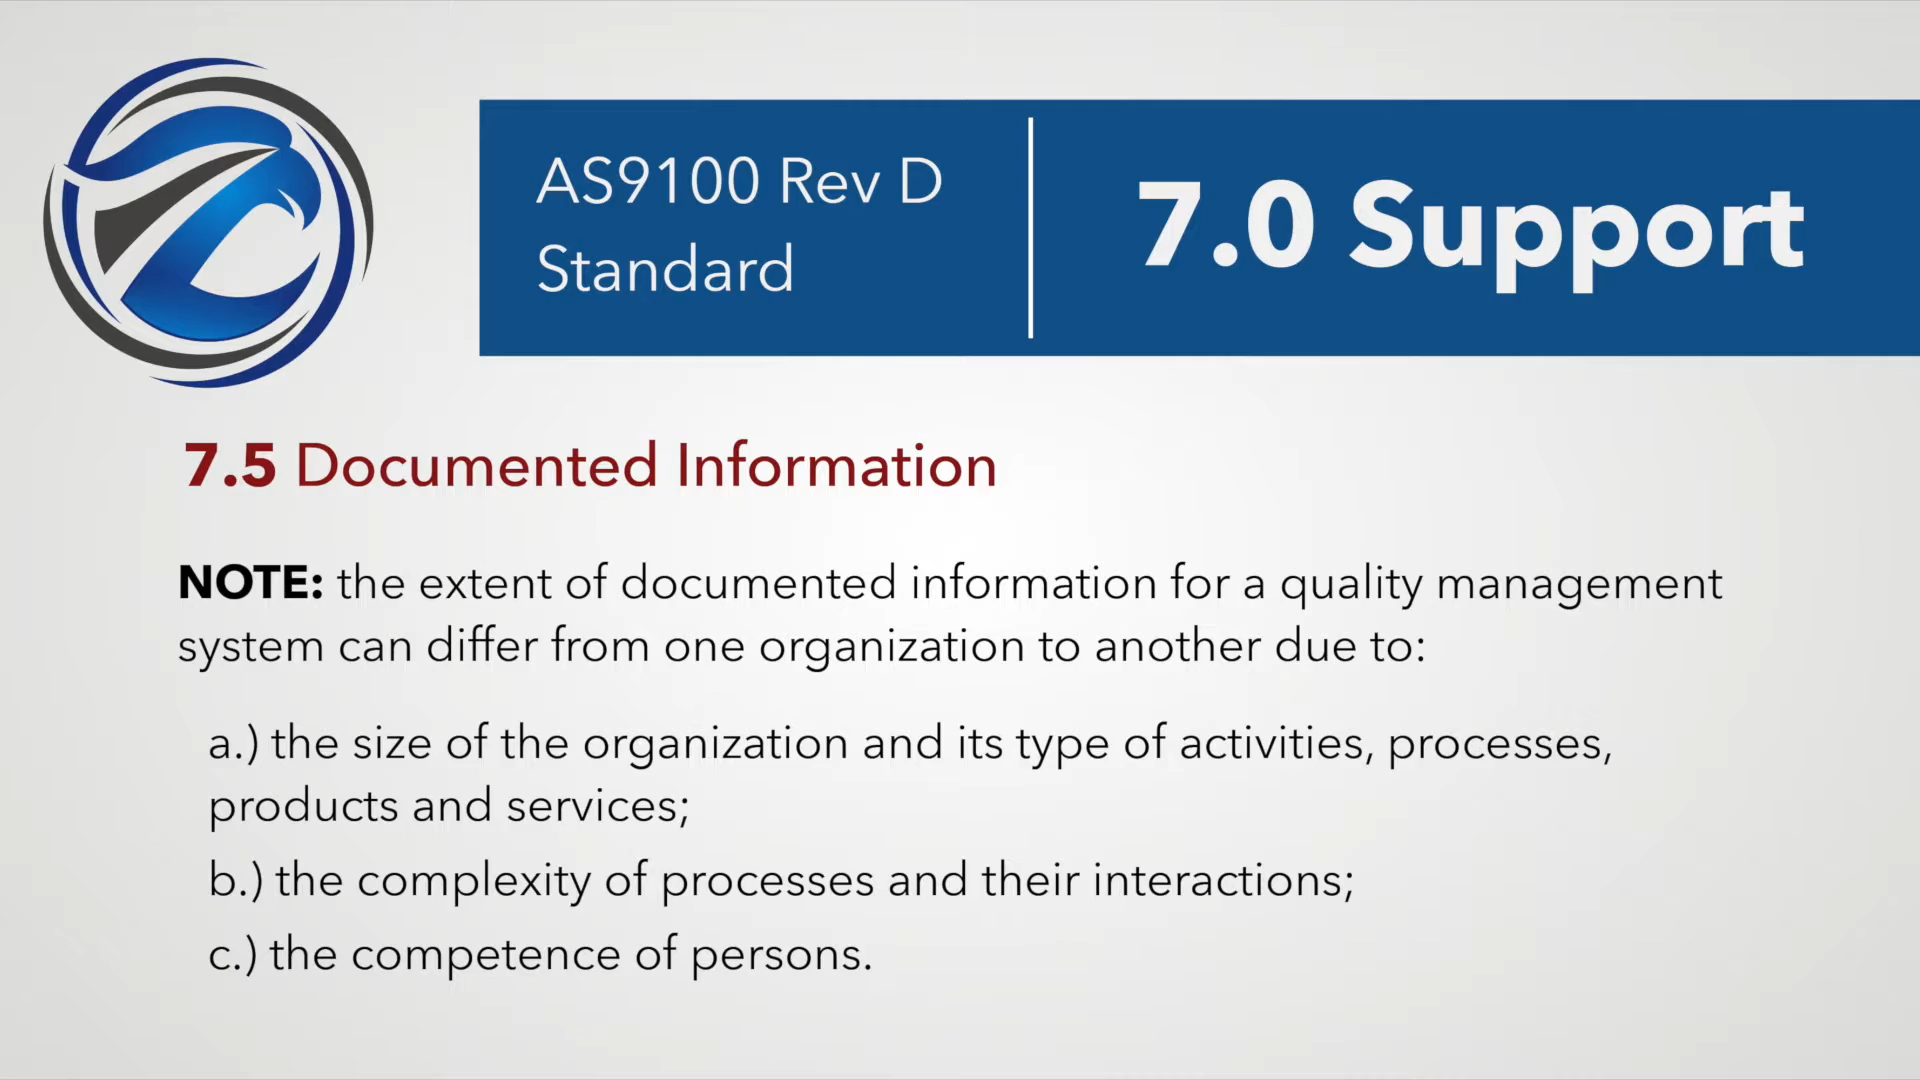 AS9100 Rev D
Standard
7.0 Support
7.5 Documented Information
NOTE: the extent of documented information for a quality management
system can differ from one organization to another due to:
a.) the size of the organization and its type of activities, processes,
products and services;
b.) the complexity of processes and their interactions;
c.) the competence of persons.